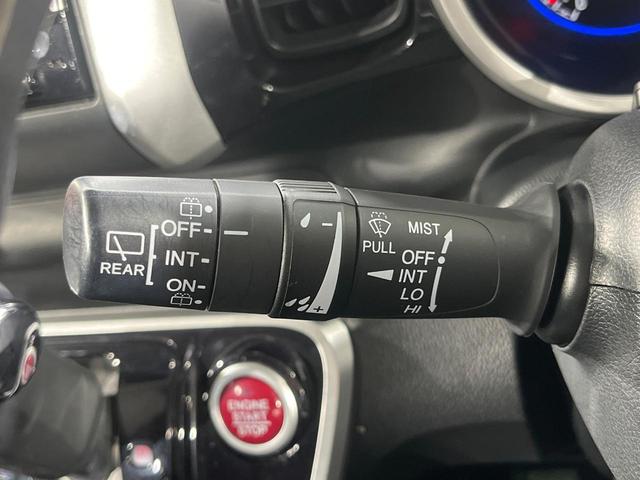 REAR
OFF
INT
ON
−
+
PULL
MIST
OFF
INT
LO
HI
ENGINE
START
STOP